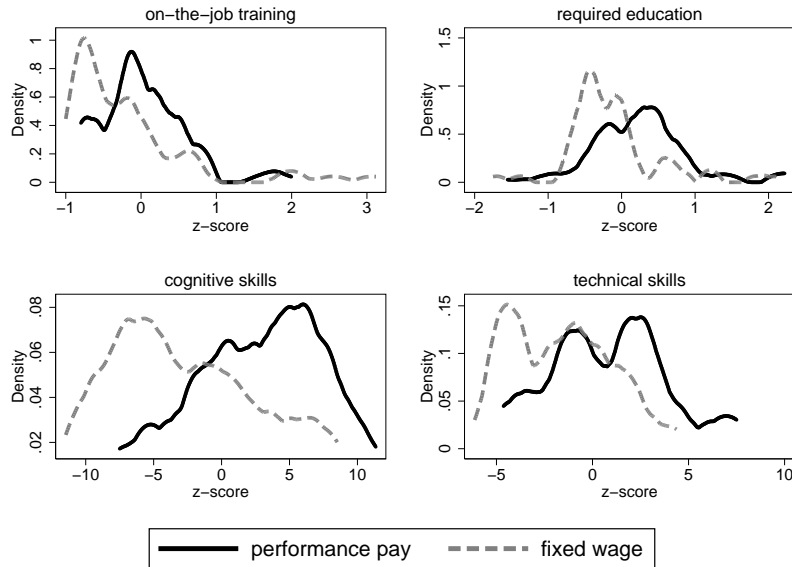 on−the−job training
Density
0 .2 .4 .6 .8 1
−1 0 1 2 3
z−score
required education
Density
0 .5 1 1.5
−2 −1 0 1 2
z−score
cognitive skills
Density
.02 .04 .06 .08
−10 −5 0 5 10
z−score
technical skills
Density
0 .05 .1 .15
−5 0 5 10
z−score
performance pay fixed wage